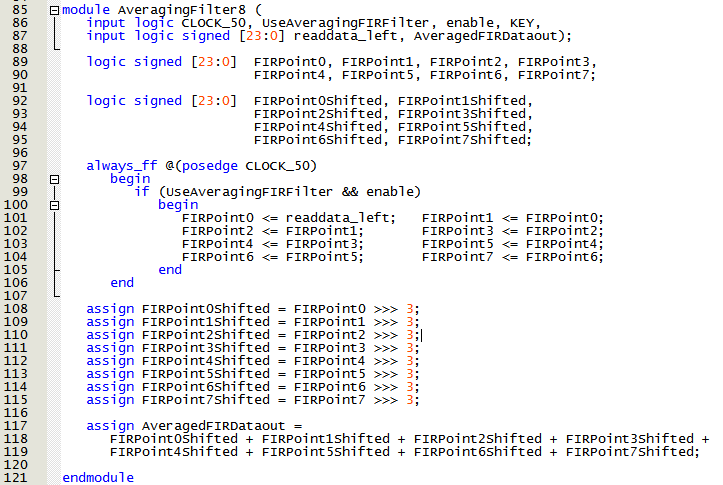 85 module AveragingFilter8 (
86 input logic CLOCK_50, UseAveragingFIRFilter, enable, KEY,
87 input logic signed [23:0] readdata_left, AveragedFIRDataout);
88
89 logic signed [23:0] FIRPoint0, FIRPoint1, FIRPoint2, FIRPoint3,
90 FIRPoint4, FIRPoint5, FIRPoint6, FIRPoint7;
91
92 logic signed [23:0] FIRPoint0Shifted, FIRPoint1Shifted,
93 FIRPoint2Shifted, FIRPoint3Shifted,
94 FIRPoint4Shifted, FIRPoint5Shifted,
95 FIRPoint6Shifted, FIRPoint7Shifted;
96
97 always_ff @(posedge CLOCK_50)
98 begin
99 if (UseAveragingFIRFilter && enable)
100 begin
101 FIRPoint0 <= readdata_left; FIRPoint1 <= FIRPoint0;
102 FIRPoint2 <= FIRPoint1; FIRPoint3 <= FIRPoint2;
103 FIRPoint4 <= FIRPoint3; FIRPoint5 <= FIRPoint4;
104 FIRPoint6 <= FIRPoint5; FIRPoint7 <= FIRPoint6;
105 end
106 end
107
108 assign FIRPoint0Shifted = FIRPoint0 >>> 3;
109 assign FIRPoint1Shifted = FIRPoint1 >>> 3;
110 assign FIRPoint2Shifted = FIRPoint2 >>> 3;
111 assign FIRPoint3Shifted = FIRPoint3 >>> 3;
112 assign FIRPoint4Shifted = FIRPoint4 >>> 3;
113 assign FIRPoint5Shifted = FIRPoint5 >>> 3;
114 assign FIRPoint6Shifted = FIRPoint6 >>> 3;
115 assign FIRPoint7Shifted = FIRPoint7 >>> 3;
116
117 assign AveragedFIRDataout =
118 FIRPoint0Shifted + FIRPoint1Shifted + FIRPoint2Shifted + FIRPoint3Shifted +
119 FIRPoint4Shifted + FIRPoint5Shifted + FIRPoint6Shifted + FIRPoint7Shifted;
120
121 endmodule